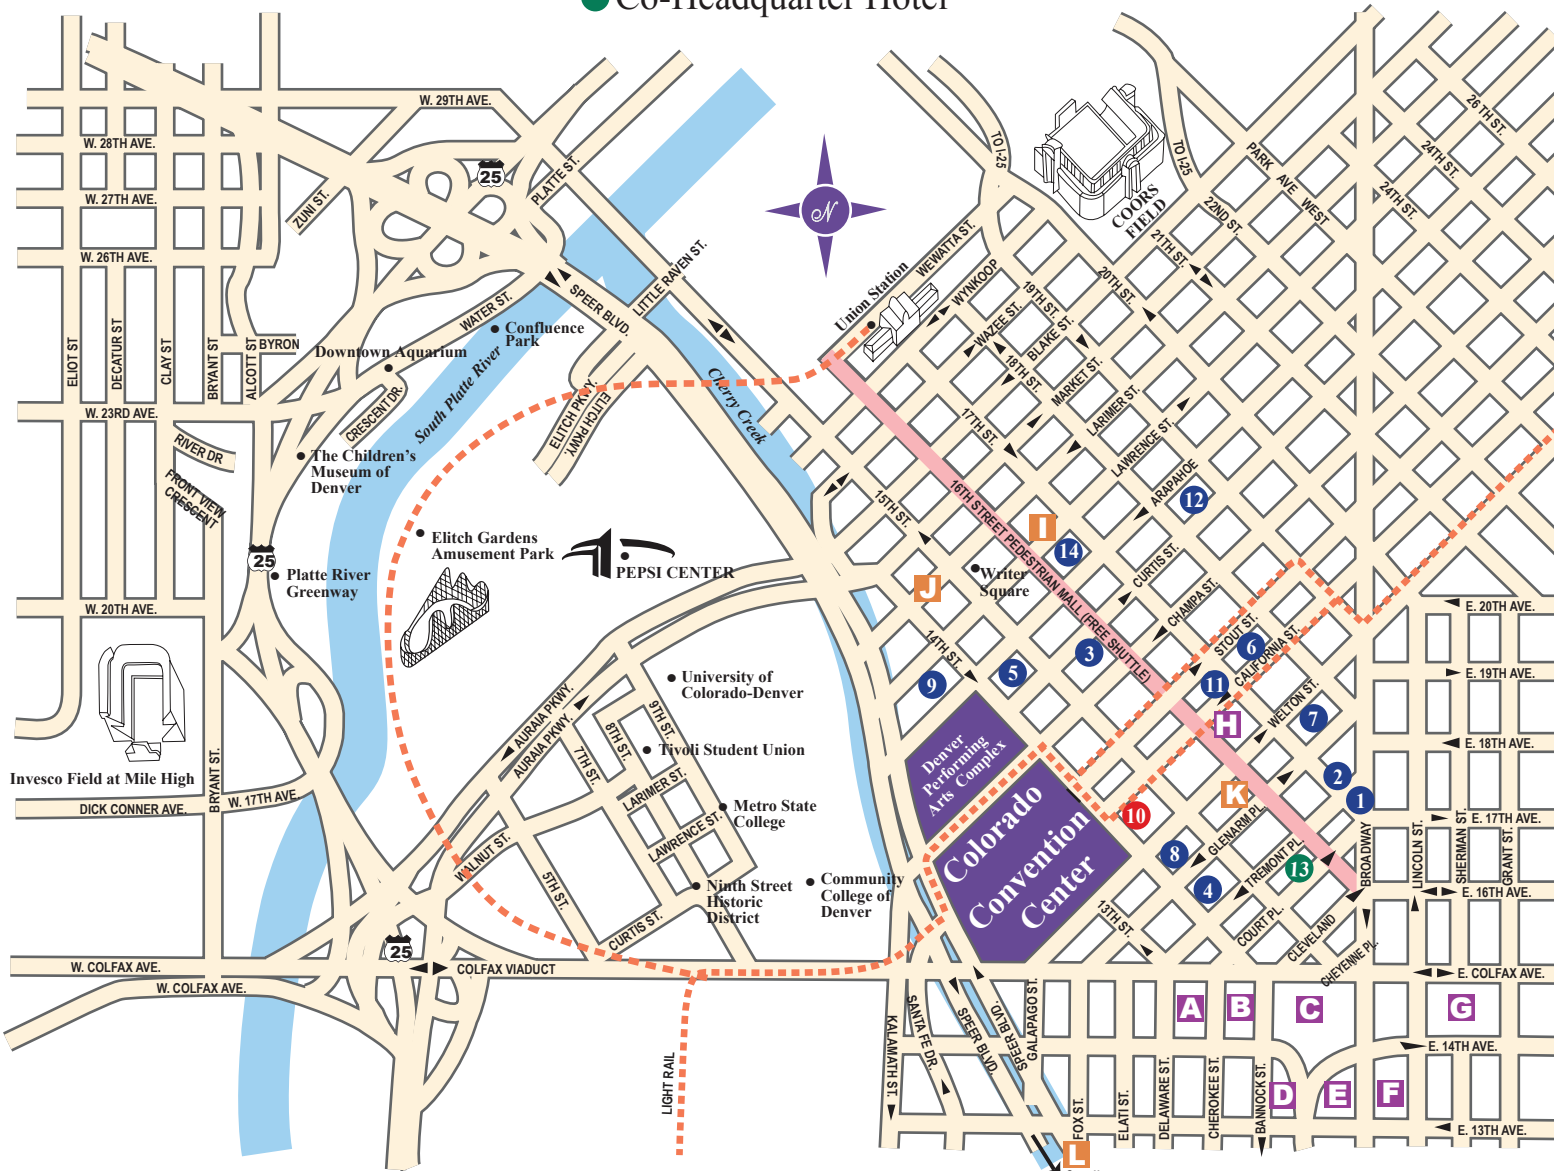 Co-Headquarter Hotel
W. 29TH AVE.
W. 28TH AVE.
W. 27TH AVE.
W. 26TH AVE.
ZUNI ST.
25
PLATTE ST.
LITTLE RAVEN ST.
SPEER BLVD.
WATER ST.
Confluence
Park
Downtown Aquarium
BYRON
ELIOT ST
DECATUR ST
CLAY ST
BRYANT ST
ALCOTT ST
W. 23RD AVE.
RIVER DR
FRONT VIEW
CRESCENT
CRESCENT DR.
South Platte River
ELITCH PKWY.
ELITCH PKWY.
Cherry Creek
The Children's
Museum of
Denver
Elitch Gardens
Amusement Park
PEPSI CENTER
25
Platte River
Greenway
W. 20TH AVE.
Invesco Field at Mile High
BRYANT ST.
DICK CONNER AVE.
W. 17TH AVE.
N
TO I-25
TO I-25
COORS
FIELD
PARK AVE WEST
26TH ST.
24TH ST.
24TH ST.
22ND ST.
21TH ST.
20TH ST.
19TH ST.
18TH ST.
17TH ST.
Union Station
WEWATTA ST.
WYNKOOP
WAZEE ST.
BLAKE ST.
MARKET ST.
LARIMER ST.
LAWRENCE ST.
ARAPAHOE
CURTIS ST.
CHAMPA ST.
STOUT ST.
CALIFORNIA ST.
WELTON ST.
GLENARM PL.
TREMONT PL.
COURT PL.
CLEVELAND
CHEYENNE PL.
16TH STREET PEDESTRIAN MALL (FREE SHUTTLE)
15TH ST.
14TH ST.
13TH ST.
Writer
Square
12
I
14
J
3
5
9
6
11
H
7
2
1
K
10
8
4
13
Denver
Performing
Arts Complex
Colorado
Convention
Center
University of
Colorado-Denver
Tivoli Student Union
Metro State
College
Ninth Street
Historic
District
Community
College of
Denver
AURAIA PKWY.
AURAIA PKWY.
9TH ST.
8TH ST.
7TH ST.
5TH ST.
LARIMER ST.
LAWRENCE ST.
WALNUT ST.
CURTIS ST.
25
W. COLFAX AVE.
W. COLFAX AVE.
COLFAX VIADUCT
LIGHT RAIL
KALAMATH ST.
SANTA FE DR.
SPEER BLVD.
SPEER BLVD.
GALAPAGO ST.
FOX ST.
ELATI ST.
DELAWARE ST.
CHEROKEE ST.
BANNOCK ST.
BROADWAY
LINCOLN ST.
SHERMAN ST.
GRANT ST.
E. 20TH AVE.
E. 19TH AVE.
E. 18TH AVE.
E. 17TH AVE.
E. 16TH AVE.
E. COLFAX AVE.
E. 14TH AVE.
E. 13TH AVE.
A
B
C
G
D
E
F
L